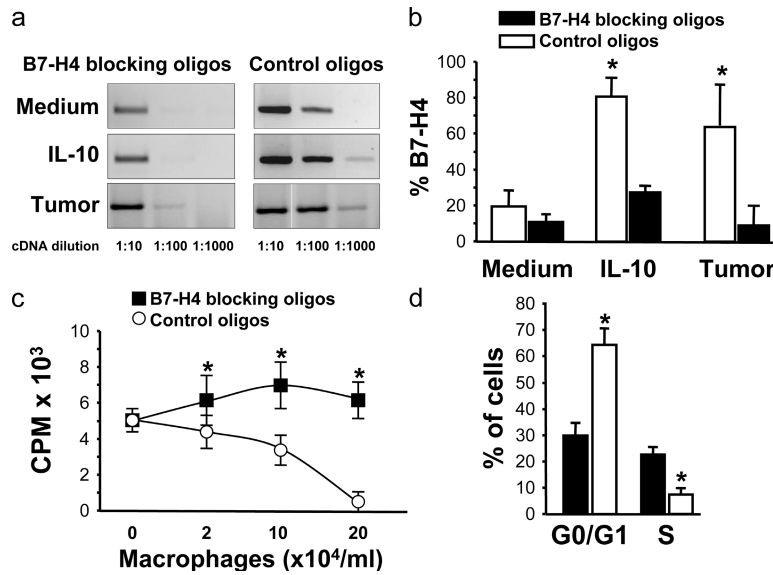 a
B7-H4 blocking oligos Control oligos
Medium
IL-10
Tumor
cDNA dilution 1:10 1:100 1:1000 1:10 1:100 1:1000
b
B7-H4 blocking oligos
Control oligos
% B7-H4
100
80
60
40
20
0
* *
Medium IL-10 Tumor
c
B7-H4 blocking oligos
Control oligos
CPM x 10³
10
8
6
4
2
0
* * *
0 2 10 20
Macrophages (x10⁴/ml)
d
% of cells
80
70
60
50
40
30
20
10
0
* *
G0/G1 S